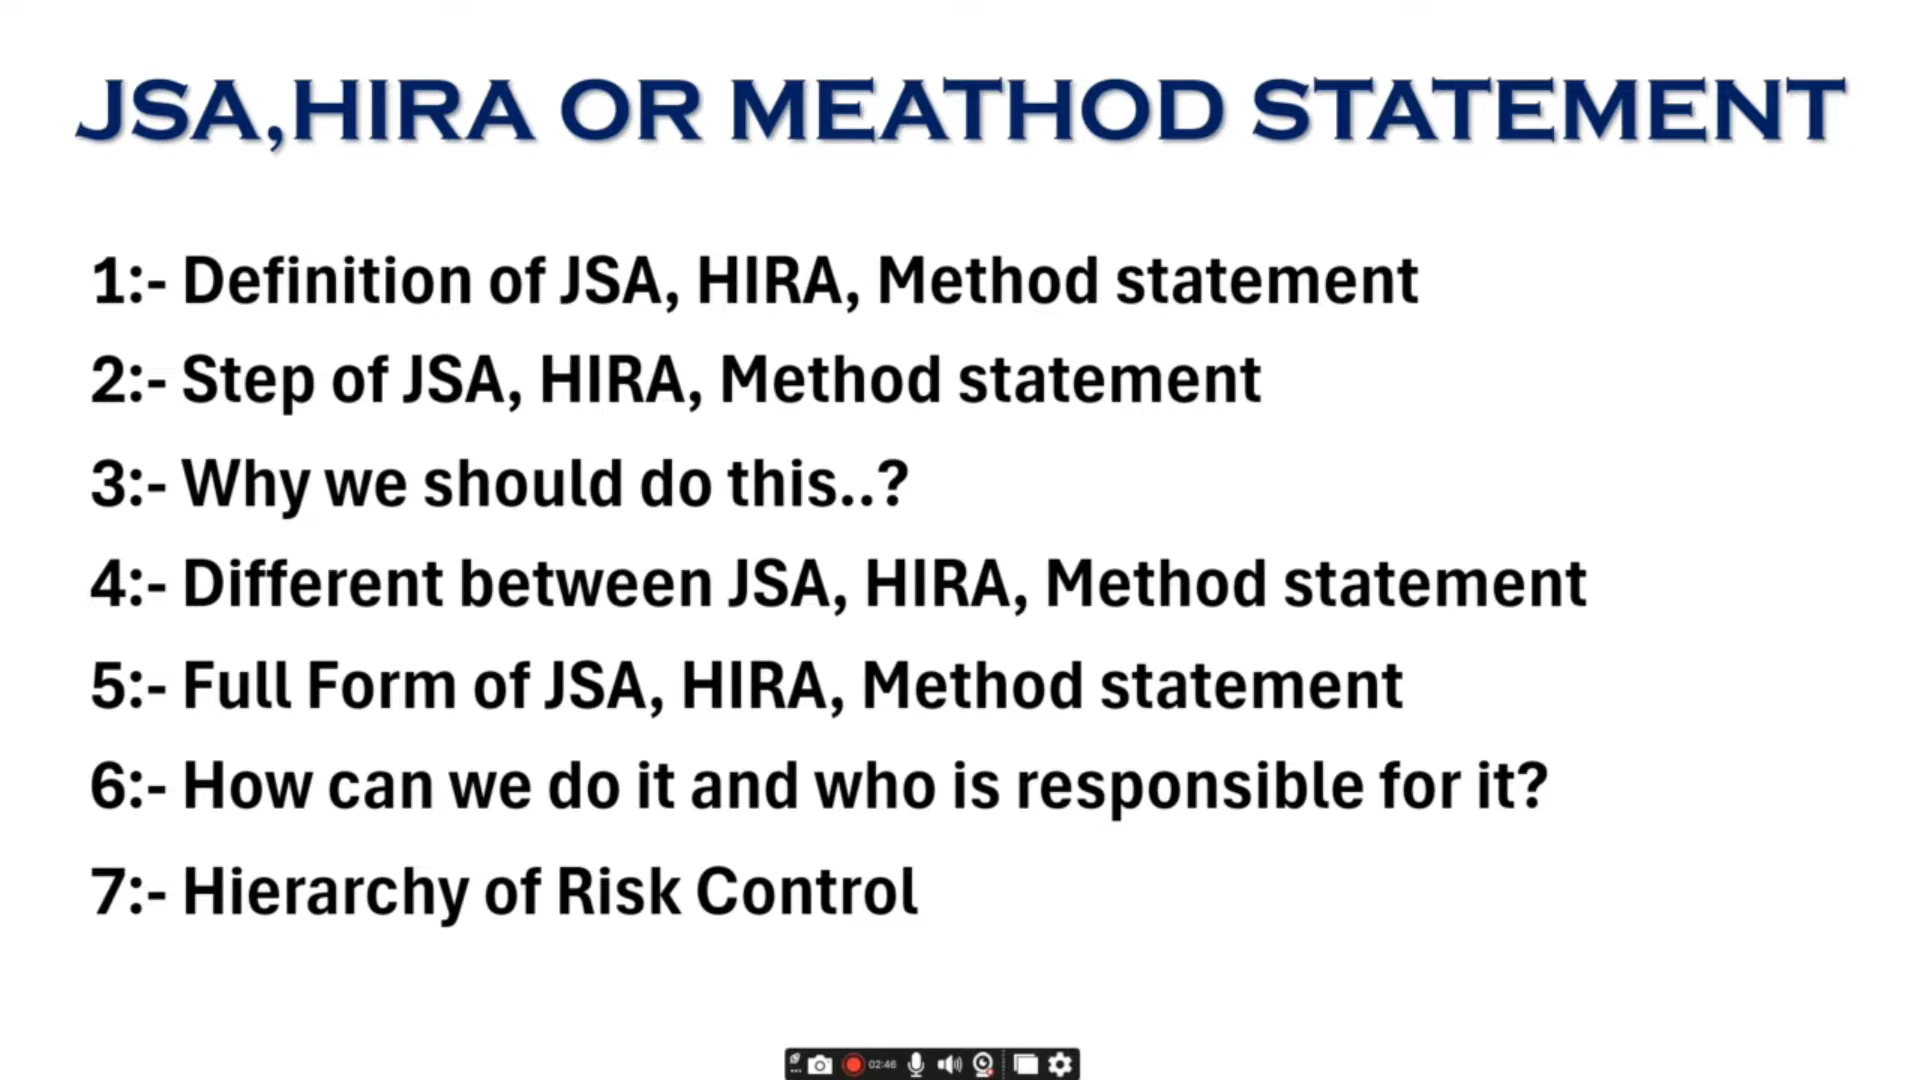 JSA,HIRA OR MEATHOD STATEMENT
1:- Definition of JSA, HIRA, Method statement
2:- Step of JSA, HIRA, Method statement
3:- Why we should do this..?
4:- Different between JSA, HIRA, Method statement
5:- Full Form of JSA, HIRA, Method statement
6:- How can we do it and who is responsible for it?
7:- Hierarchy of Risk Control
02:46